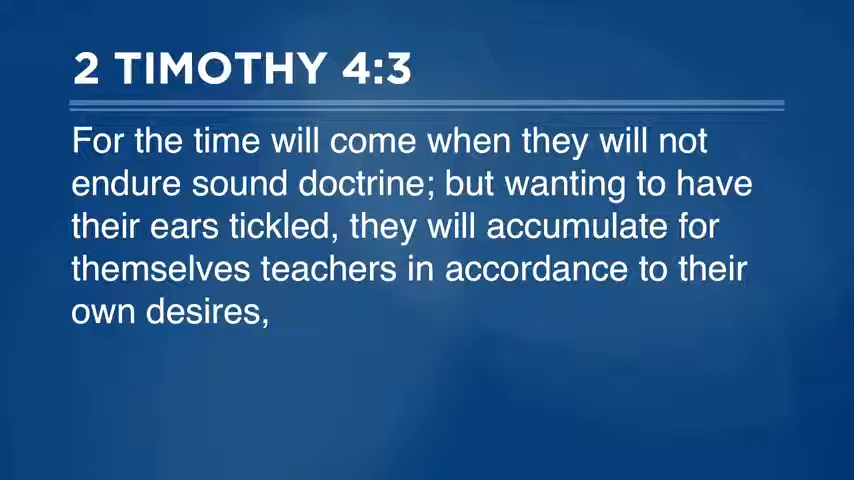 2 TIMOTHY 4:3
For the time will come when they will not
endure sound doctrine; but wanting to have
their ears tickled, they will accumulate for
themselves teachers in accordance to their
own desires,